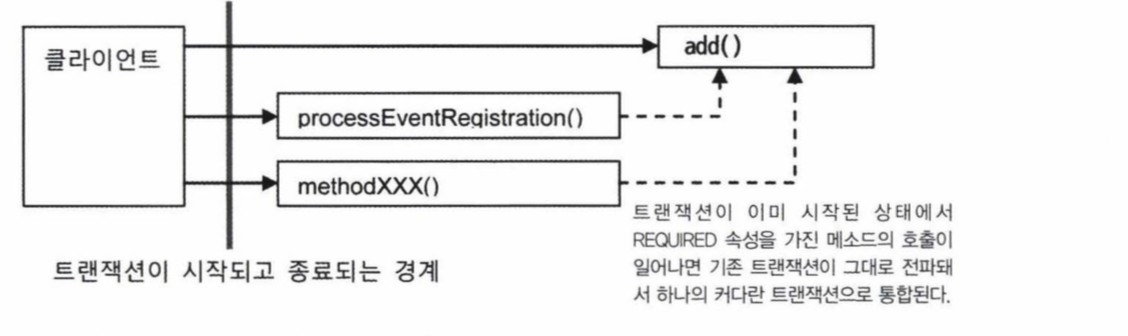 클라이언트
add()
processEventRegistration()
methodXXX()
트랜잭션이 이미 시작된 상태에서
REQUIRED 속성을 가진 메소드의 호출이
일어나면 기존 트랜잭션이 그대로 전파돼
서 하나의 커다란 트랜잭션으로 통합된다.
트랜잭션이 시작되고 종료되는 경계